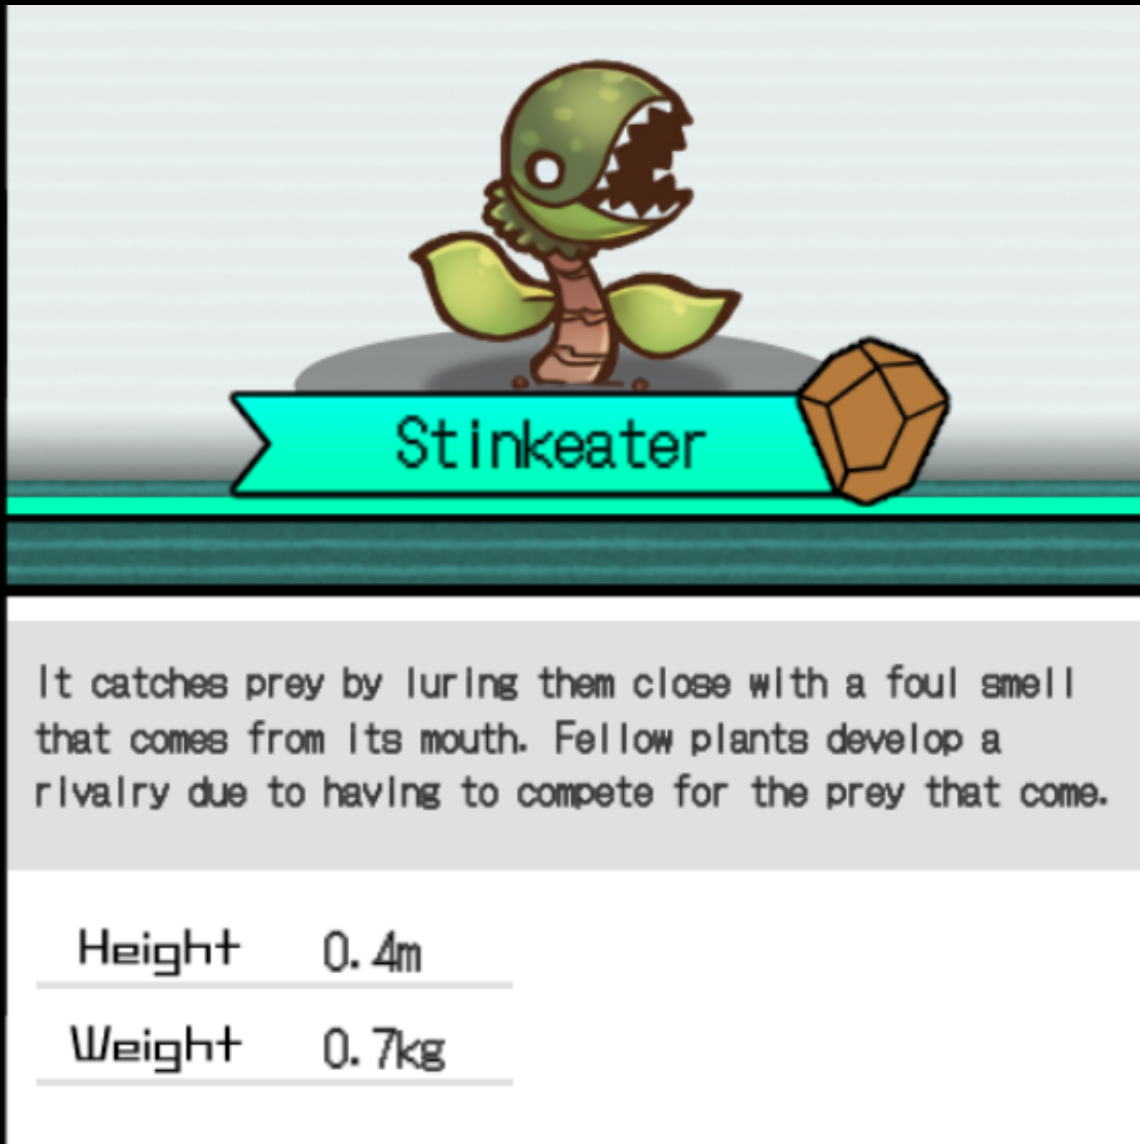 Stinkeater
It catches prey by luring them close with a foul smell
that comes from its mouth. Fellow plants develop a
rivalry due to having to compete for the prey that come.
Height 0.4m
Weight 0.7kg